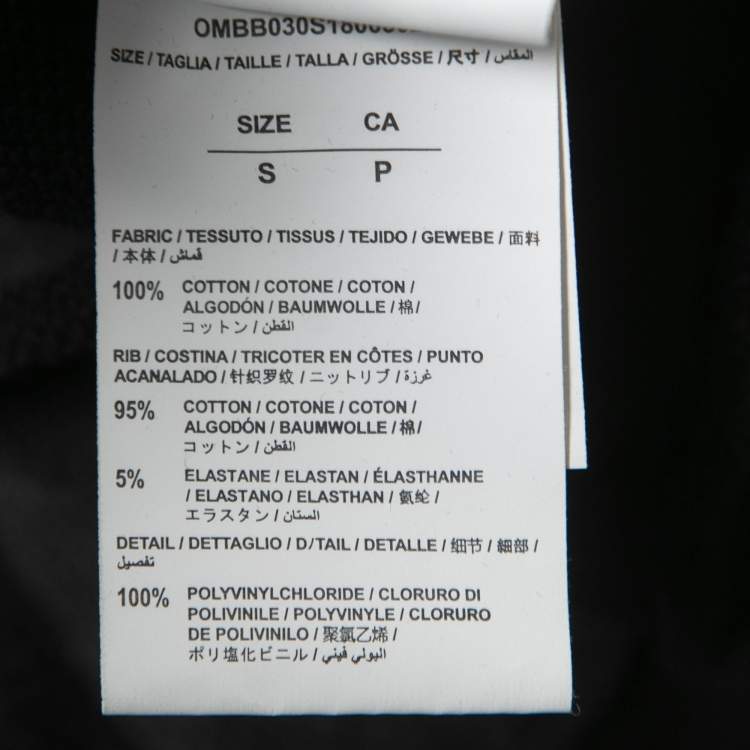 SIZE / TAGLIA / TAILLE / TALLA / GRÖSSE / 尺寸 / المقاس
SIZE CA
S P
FABRIC / TESSUTO / TISSUS / TEJIDO / GEWEBE / 面料
/ 本体 / قماش
100% COTTON / COTONE / COTON /
ALGODÓN / BAUMWOLLE / 棉/
コットン / القطن
RIB / COSTINA / TRICOTER EN CÔTES / PUNTO
ACANALADO / 针织罗纹 / ニットリブ / غرزة
95% COTTON / COTONE / COTON /
ALGODÓN / BAUMWOLLE / 棉/
コットン / القطن
5% ELASTANE / ELASTAN / ÉLASTHANNE
/ ELASTANO / ELASTHAN / 氨纶 /
エラスタン / الستان
DETAIL / DETTAGLIO / D/TAIL / DETALLE / 细节 / 細部 /
تفصيل
100% POLYVINYLCHLORIDE / CLORURO DI
POLIVINILE / POLYVINYLE / CLORURO
DE POLIVINILO / 聚氯乙烯 /
ポリ塩化ビニル / البولي فيني